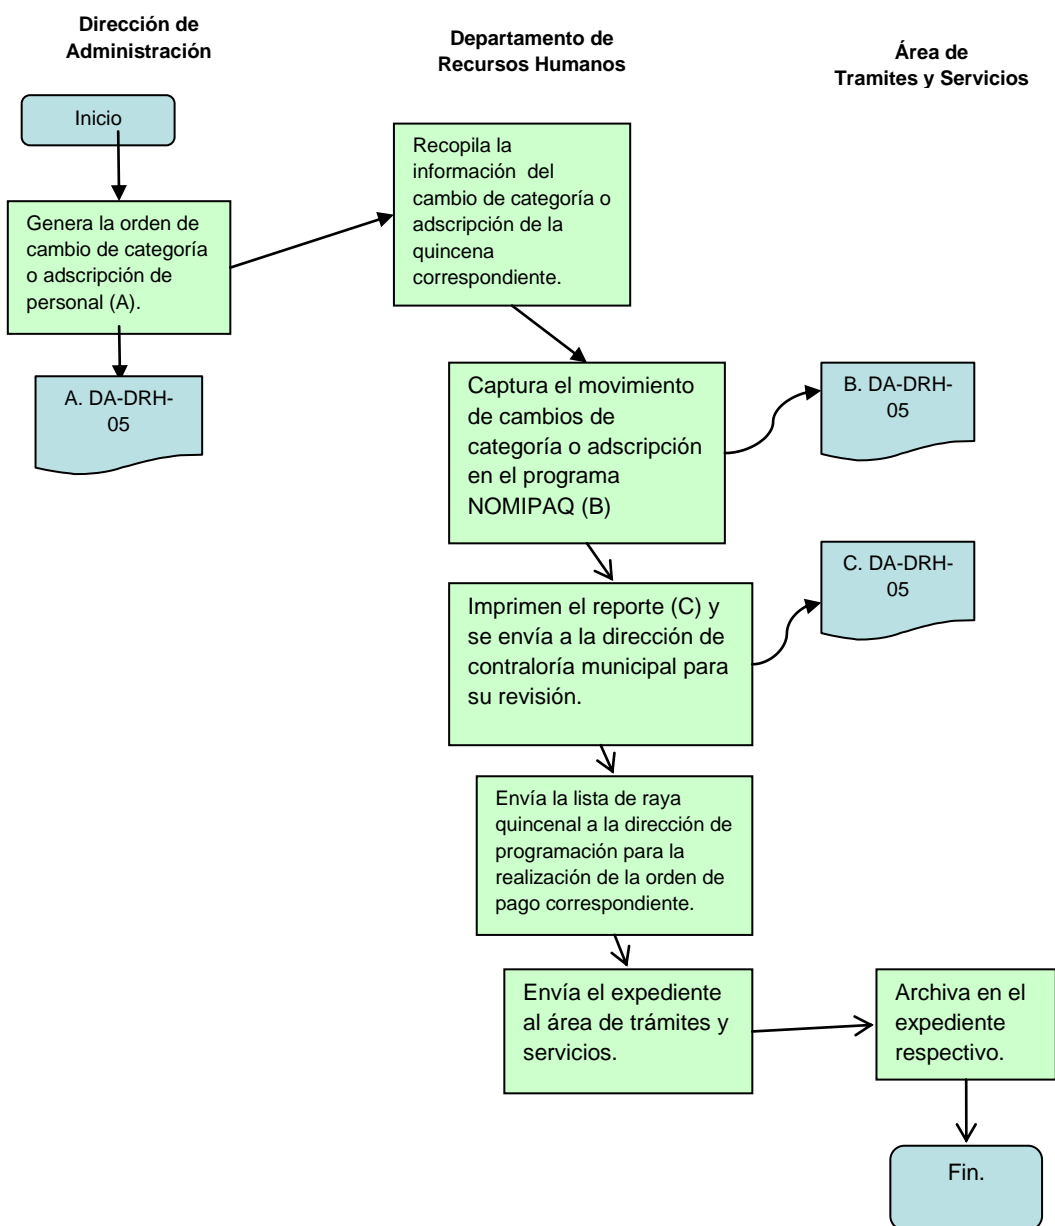 Dirección de
Administración
Departamento de
Recursos Humanos
Área de
Tramites y Servicios
Inicio
Genera la orden de
cambio de categoría
o adscripción de
personal (A).
A. DA-DRH-
05
Recopila la
información  del
cambio de categoría o
adscripción de la
quincena
correspondiente.
Captura el movimiento
de cambios de
categoría o adscripción
en el programa
NOMIPAQ (B)
B. DA-DRH-
05
Imprimen el reporte (C) y
se envía a la dirección de
contraloría municipal para
su revisión.
C. DA-DRH-
05
Envía la lista de raya
quincenal a la dirección de
programación para la
realización de la orden de
pago correspondiente.
Envía el expediente
al área de trámites y
servicios.
Archiva en el
expediente
respectivo.
Fin.